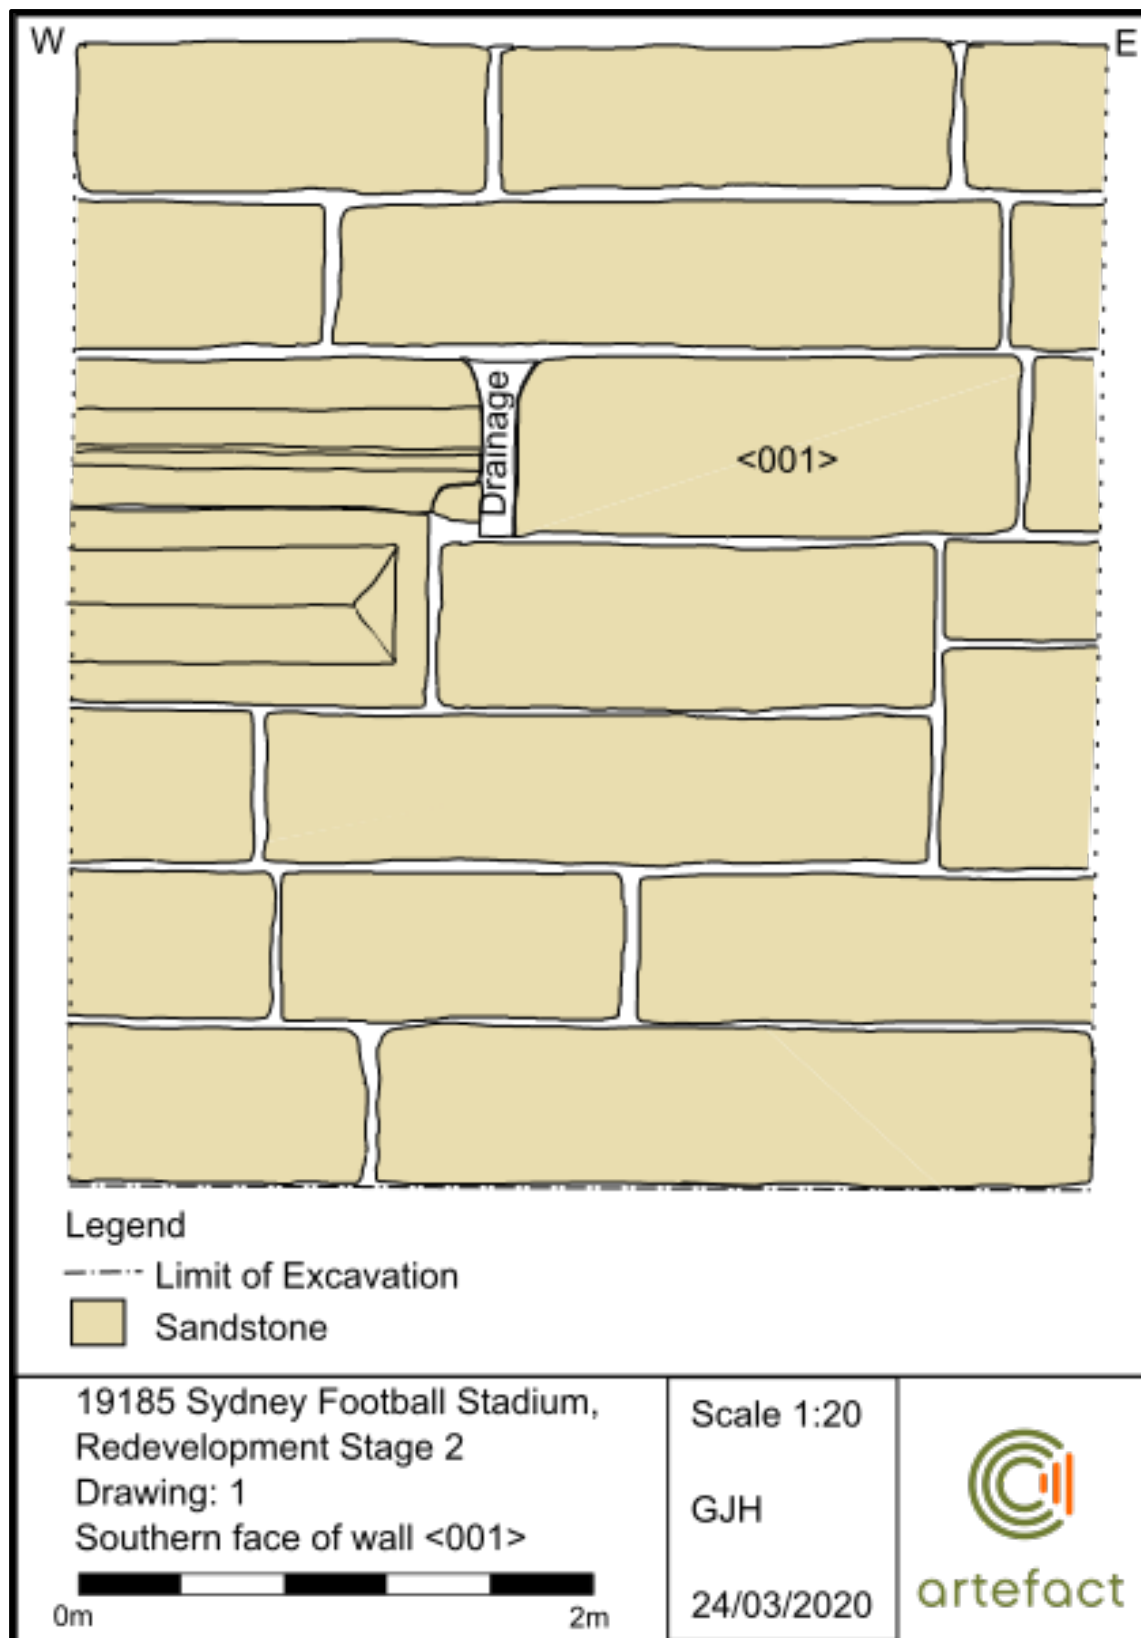 W
E
Drainage
<001>
Legend
Limit of Excavation
Sandstone
19185 Sydney Football Stadium,
Redevelopment Stage 2
Drawing: 1
Southern face of wall <001>
0m
2m
Scale 1:20
GJH
24/03/2020
artefact